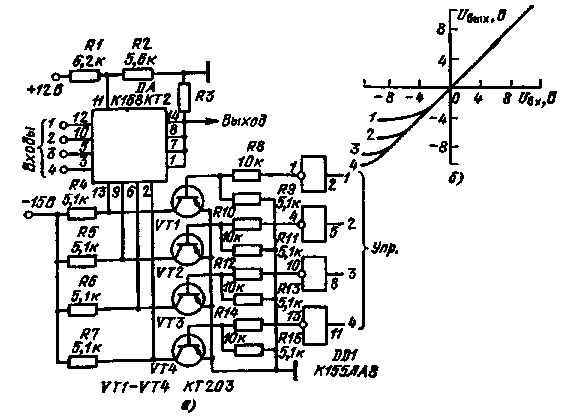 R1 R2
6,2к 5,6к
+12В
DA
К168КТ2
R3
11
Входы
1 12
2 10
3
4
14
8
7
1
Выход
13 9 6 2
-15В
R4
5,1к
R5
5,1к
R6
5,1к
R7
5,1к
VT1
VT2
VT3
VT4
R8
10к
R9
5,1к
R10
10к
R11
5,1к
R12
10к
R13
5,1к
R14
10к
R15
5,1к
1 2 1
4 2
10 8 3
13 11 4
Упр.
DD1
К155ЛА8
VT1-VT4 КТ203
а)
Uвых, В
8
4
-8 -4 0 4 8 Uвх, В
-4
-8
1
2
3
4
б)